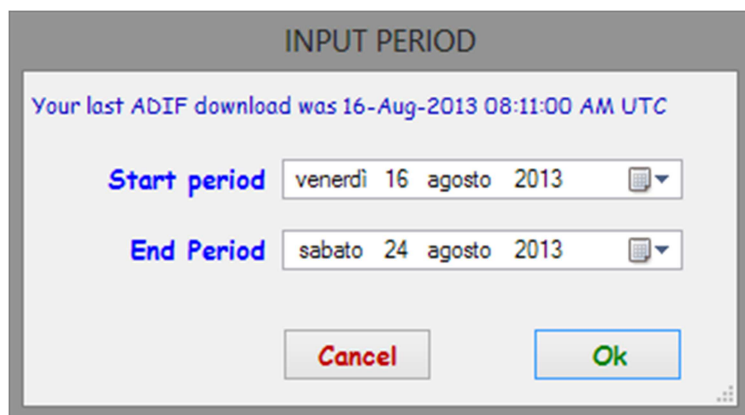 INPUT PERIOD
Your last ADIF download was 16-Aug-2013 08:11:00 AM UTC
Start period venerdì 16 agosto 2013
End Period sabato 24 agosto 2013
Cancel Ok